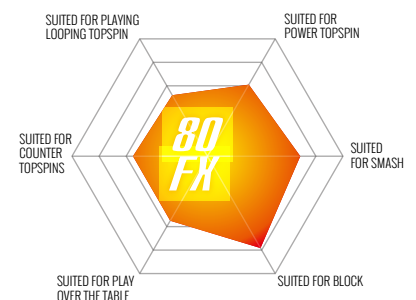 SUITED FOR PLAYING
LOOPING TOPSPIN
SUITED FOR
POWER TOPSPIN
80
FX
SUITED FOR
COUNTER
TOPSPINS
SUITED
FOR SMASH
SUITED FOR PLAY
OVER THE TABLE
SUITED FOR BLOCK